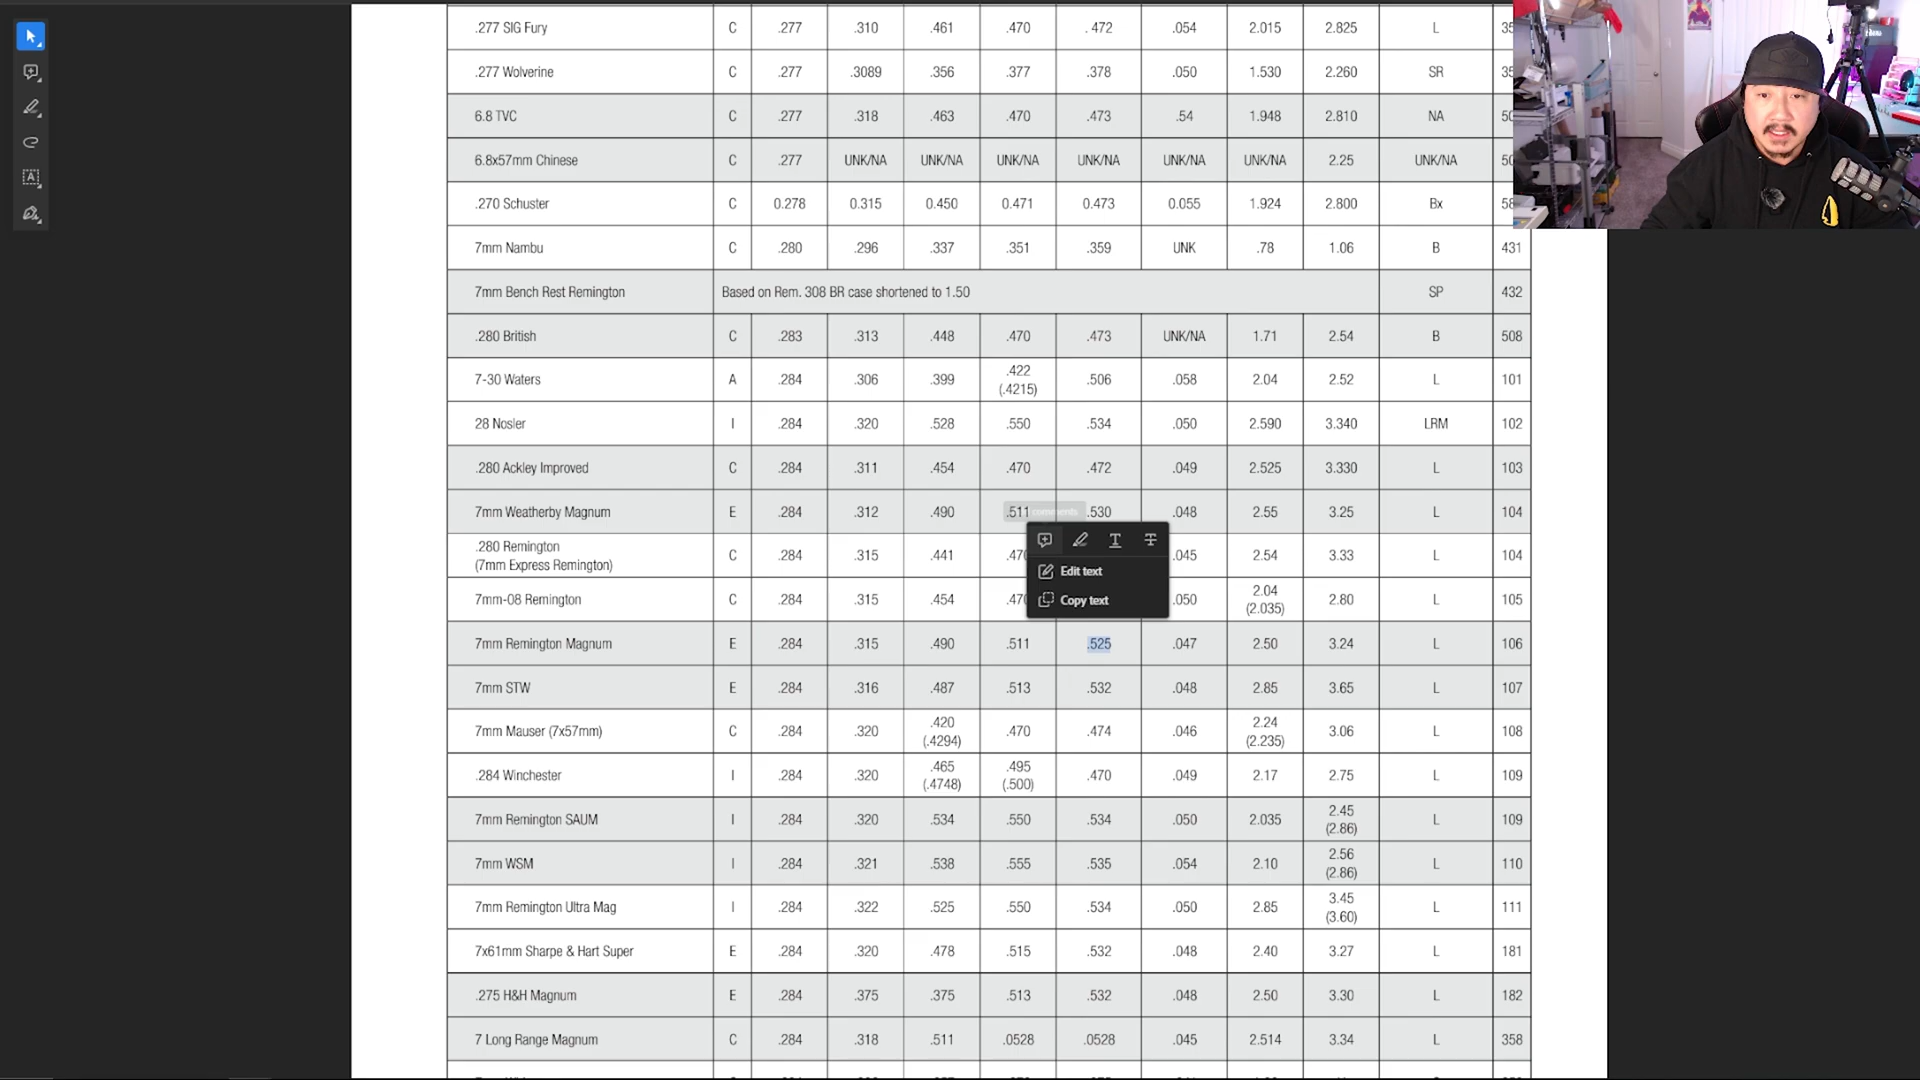 .277 SIG Fury C .277 .310 .461 .470 . 472 .054 2.015 2.825 L
.277 Wolverine C .277 .3089 .356 .377 .378 .050 1.530 2.260 SR
6.8 TVC C .277 .318 .463 .470 .473 .54 1.948 2.810 NA
6.8x57mm Chinese C .277 UNK/NA UNK/NA UNK/NA UNK/NA UNK/NA UNK/NA 2.25 UNK/NA
.270 Schuster C 0.278 0.315 0.450 0.471 0.473 0.055 1.924 2.800 Bx
7mm Nambu C .280 .296 .337 .351 .359 UNK .78 1.06 B 431
7mm Bench Rest Remington Based on Rem. 308 BR case shortened to 1.50 SP 432
.280 British C .283 .313 .448 .470 .473 UNK/NA 1.71 2.54 B 508
7-30 Waters A .284 .306 .399 .422 (.4215) .506 .058 2.04 2.52 L 101
28 Nosler I .284 .320 .528 .550 .534 .050 2.590 3.340 LRM 102
.280 Ackley Improved C .284 .311 .454 .470 .472 .049 2.525 3.330 L 103
7mm Weatherby Magnum E .284 .312 .490 .511 .530 .048 2.55 3.25 L 104
.280 Remington
(7mm Express Remington) C .284 .315 .441 .045 2.54 3.33 L 104
Edit text
Copy text
7mm-08 Remington C .284 .315 .454 .050 2.04 (2.035) 2.80 L 105
7mm Remington Magnum E .284 .315 .490 .511 .525 .047 2.50 3.24 L 106
7mm STW E .284 .316 .487 .513 .532 .048 2.85 3.65 L 107
7mm Mauser (7x57mm) C .284 .320 .420 (.4294) .470 .474 .046 2.24 (2.235) 3.06 L 108
.284 Winchester I .284 .320 .465 (.4748) .495 (.500) .470 .049 2.17 2.75 L 109
7mm Remington SAUM I .284 .320 .534 .550 .534 .050 2.035 2.45 (2.86) L 109
7mm WSM I .284 .321 .538 .555 .535 .054 2.10 2.56 (2.86) L 110
7mm Remington Ultra Mag I .284 .322 .525 .550 .534 .050 2.85 3.45 (3.60) L 111
7x61mm Sharpe & Hart Super E .284 .320 .478 .515 .532 .048 2.40 3.27 L 181
.275 H&H Magnum E .284 .375 .375 .513 .532 .048 2.50 3.30 L 182
7 Long Range Magnum C .284 .318 .511 .0528 .0528 .045 2.514 3.34 L 358